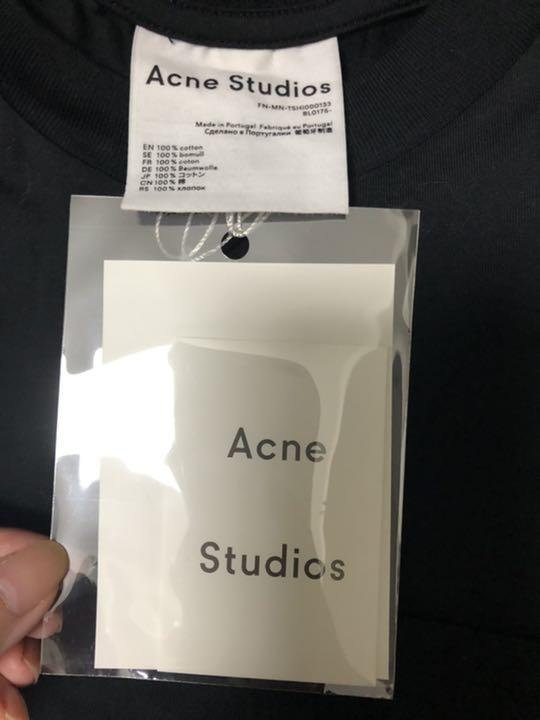 Acne Studios
FN-MN-TSHI000133
BL0175-
Made in Portugal Fabriqué au Portugal
Сделано в Португалии 葡萄牙制造
EN 100% cotton
SE 100% bomull
FR 100% coton
DE 100% Baumwolle
JP 100% コットン
CN 100% 棉
RS 100% хлопок
Acne
Studios